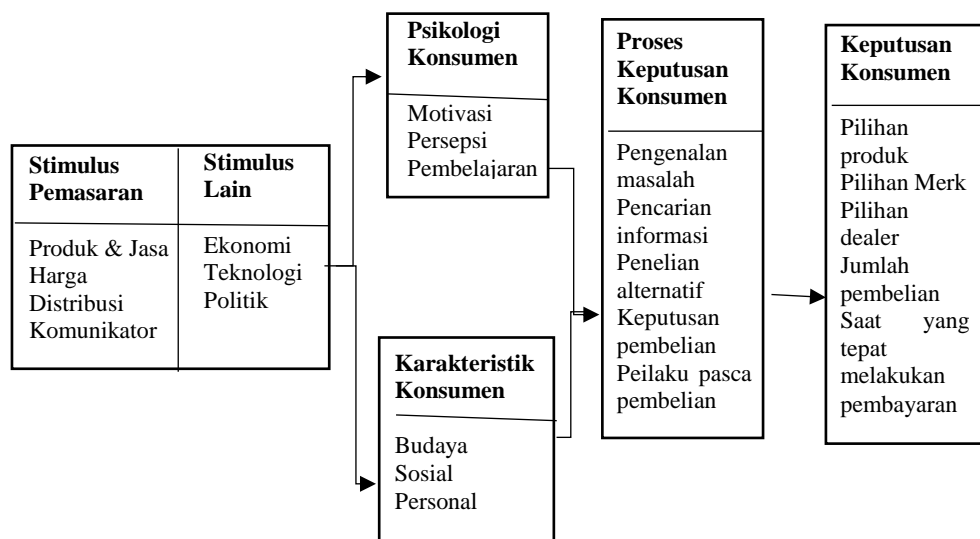 Stimulus
Pemasaran
Produk & Jasa
Harga
Distribusi
Komunikator
Stimulus
Lain
Ekonomi
Teknologi
Politik
Psikologi
Konsumen
Motivasi
Persepsi
Pembelajaran
Karakteristik
Konsumen
Budaya
Sosial
Personal
Proses
Keputusan
Konsumen
Pengenalan
masalah
Pencarian
informasi
Penelian
alternatif
Keputusan
pembelian
Peilaku pasca
pembelian
Keputusan
Konsumen
Pilihan
produk
Pilihan Merk
Pilihan
dealer
Jumlah
pembelian
Saat yang
tepat
melakukan
pembayaran